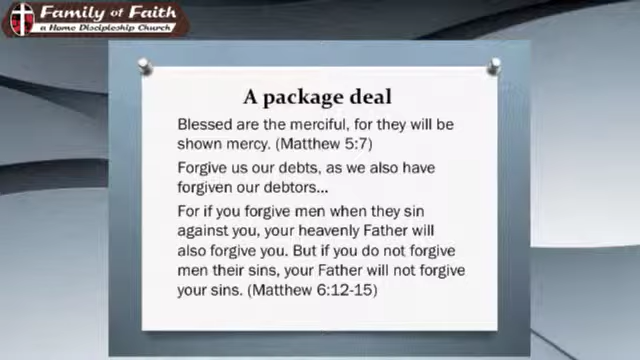 Family of Faith
a Home Discipleship Church
A package deal
Blessed are the merciful, for they will be
shown mercy. (Matthew 5:7)
Forgive us our debts, as we also have
forgiven our debtors...
For if you forgive men when they sin
against you, your heavenly Father will
also forgive you. But if you do not forgive
men their sins, your Father will not forgive
your sins. (Matthew 6:12-15)